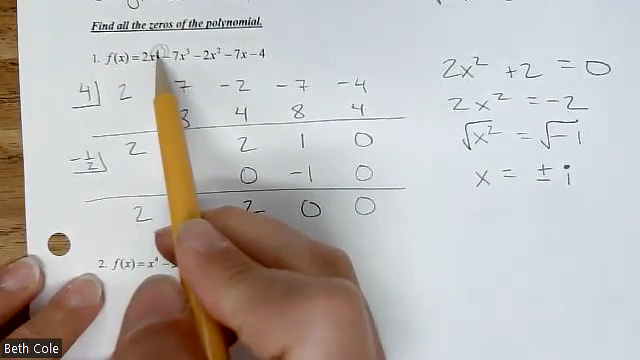 Find all the zeros of the polynomial.
1. f(x) = 2x⁴ - 7x³ - 2x² - 7x - 4
4 2 7 -2 -7 -4
4 8 4
-1/2 2 2 1 0
0 -1 0
2 2 0 0
2. f(x) = x⁴ -
2x² + 2 = 0
2x² = -2
√x² = √-1
x = ± i
Beth Cole